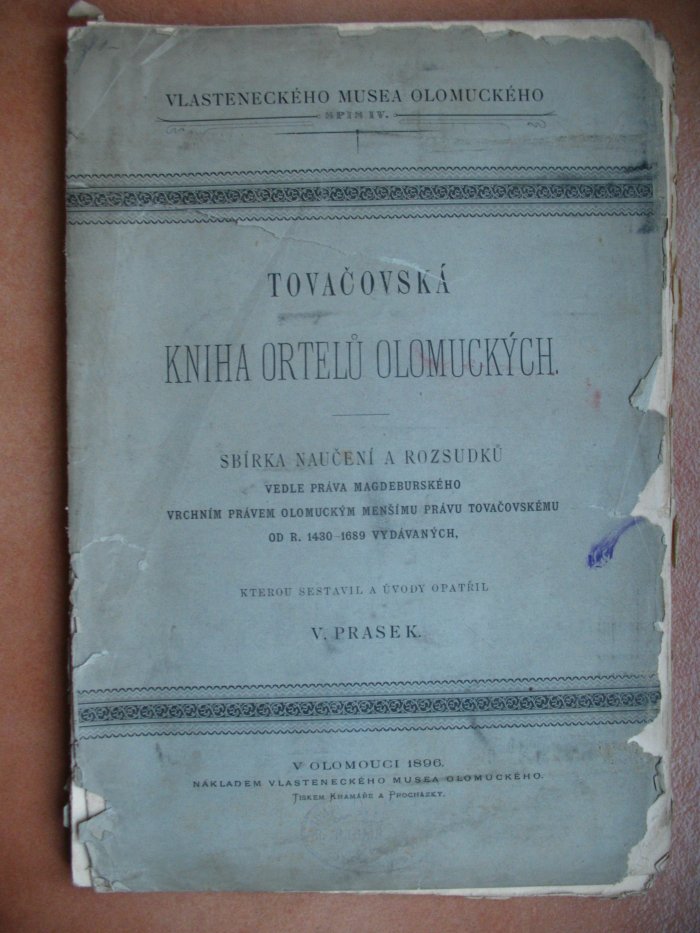 VLASTENECKÉHO MUSEA OLOMUCKÉHO
SPIS IV.
TOVAČOVSKÁ
KNIHA ORTELŮ OLOMUCKÝCH.
SBÍRKA NAUČENÍ A ROZSUDKŮ
VEDLE PRÁVA MAGDEBURSKÉHO
VRCHNÍM PRÁVEM OLOMUCKÝM MENŠÍMU PRÁVU TOVAČOVSKÉMU
OD R. 1430–1689 VYDÁVANÝCH,
KTEROU SESTAVIL A ÚVODY OPATŘIL
V. PRASEK.
V OLOMOUCI 1896.
NÁKLADEM VLASTENECKÉHO MUSEA OLOMUCKÉHO.
TISKEM KRAMÁŘE A PROCHÁZKY.